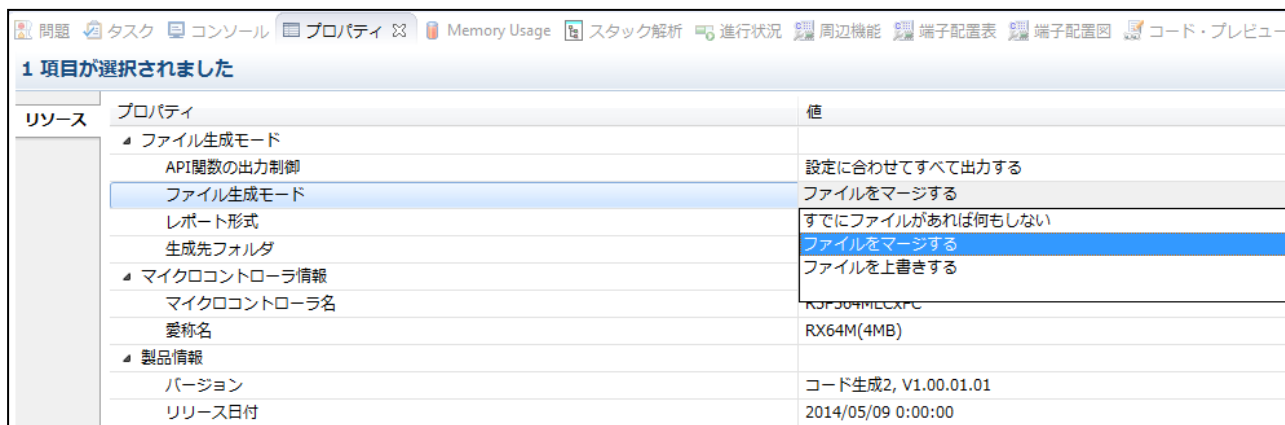 問題 タスク コンソール プロパティ Memory Usage スタック解析 進行状況 周辺機能 端子配置表 端子配置図 コード・プレビュー
1 項目が選択されました
リソース
プロパティ 値
ファイル生成モード
API関数の出力制御 設定に合わせてすべて出力する
ファイル生成モード ファイルをマージする
レポート形式 すでにファイルがあれば何もしない
生成先フォルダ ファイルをマージする
マイクロコントローラ情報 ファイルを上書きする
マイクロコントローラ名
愛称名 RX64M(4MB)
製品情報
バージョン コード生成2, V1.00.01.01
リリース日付 2014/05/09 0:00:00